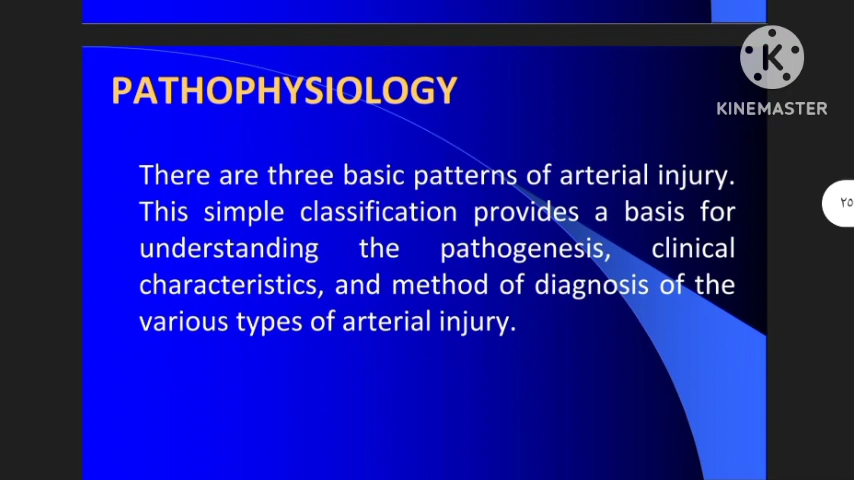 KINEMASTER
PATHOPHYSIOLOGY
There are three basic patterns of arterial injury.
This simple classification provides a basis for
understanding the pathogenesis, clinical
characteristics, and method of diagnosis of the
various types of arterial injury.
٢٥